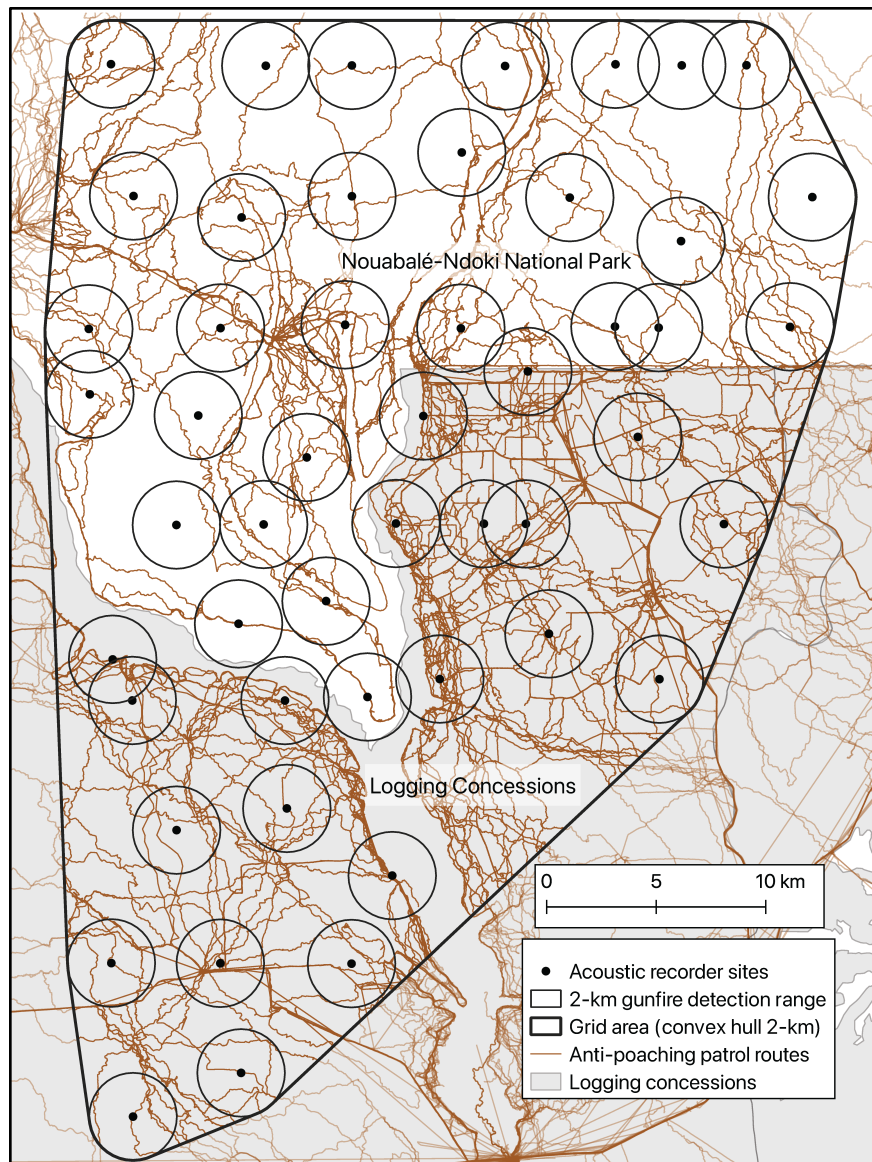 Nouabalé-Ndoki National Park
Logging Concessions
0 5 10 km
Acoustic recorder sites
2-km gunfire detection range
Grid area (convex hull 2-km)
Anti-poaching patrol routes
Logging concessions